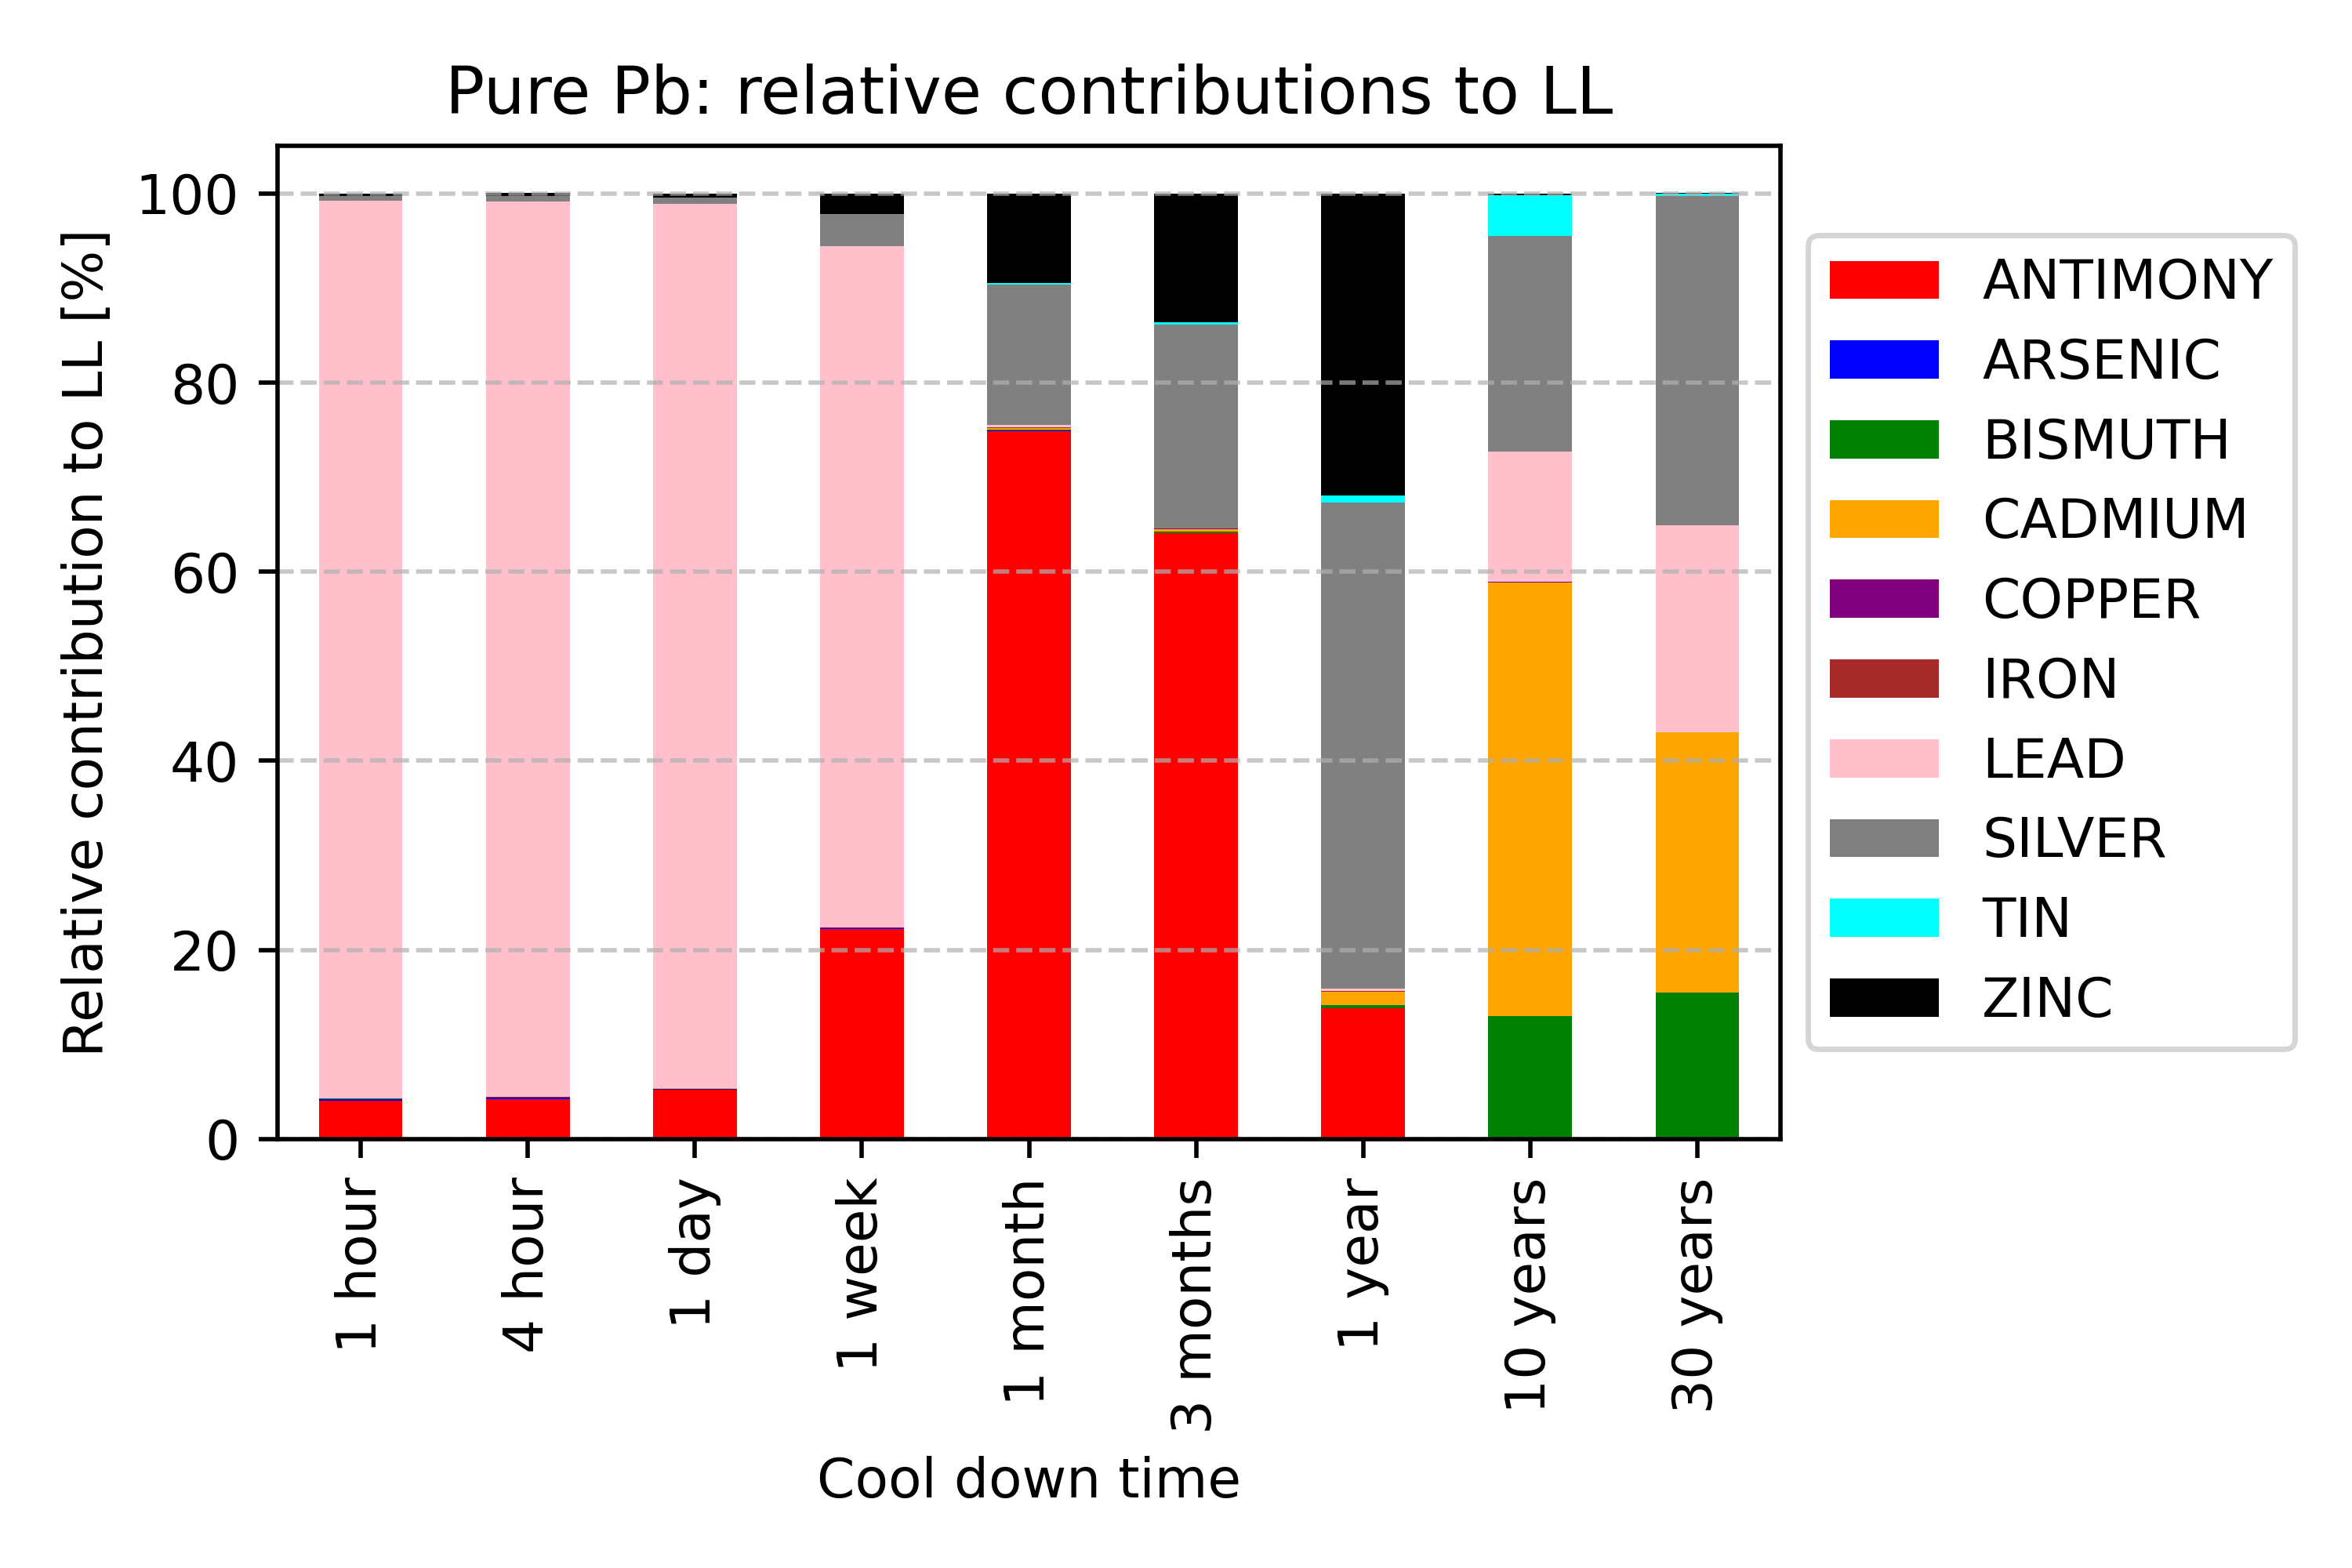 Pure Pb: relative contributions to LL
Relative contribution to LL [%]
100
80
60
40
20
0
1 hour
4 hour
1 day
1 week
1 month
3 months
1 year
10 years
30 years
Cool down time
ANTIMONY
ARSENIC
BISMUTH
CADMIUM
COPPER
IRON
LEAD
SILVER
TIN
ZINC